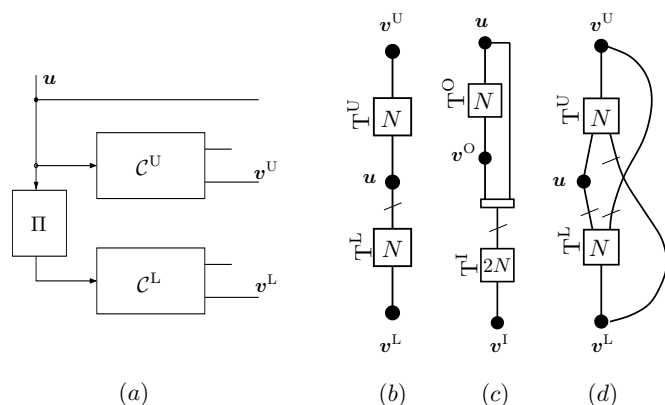 u
C^U
v^U
Π
C^L
v^L
(a)
v^U
T^U
N
u
T^L
N
v^L
(b)
u
T^O
N
v^O
T^I
2N
v^I
(c)
v^U
T^U
N
u
T^L
N
v^L
(d)